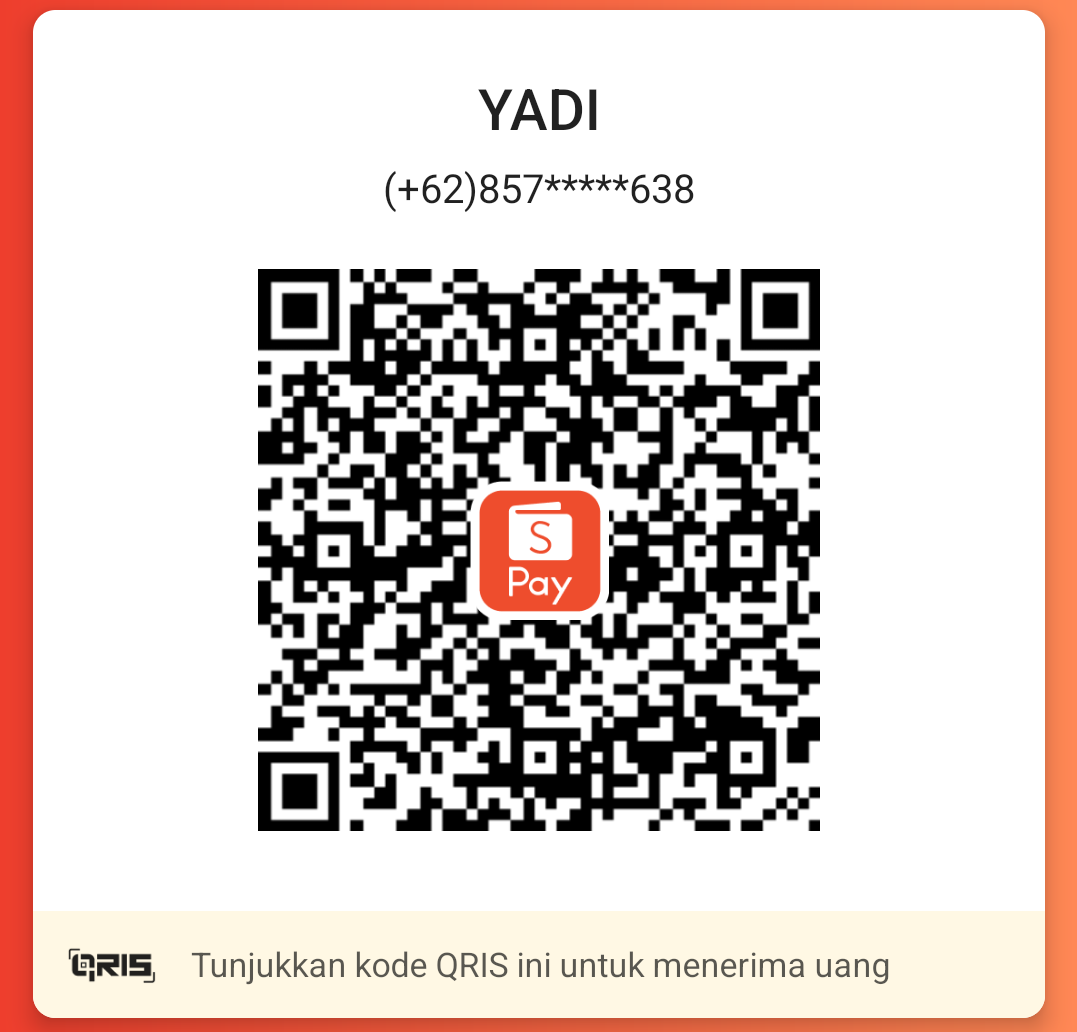 YADI
(+62)857*****638
S
Pay
QRIS Tunjukkan kode QRIS ini untuk menerima uang